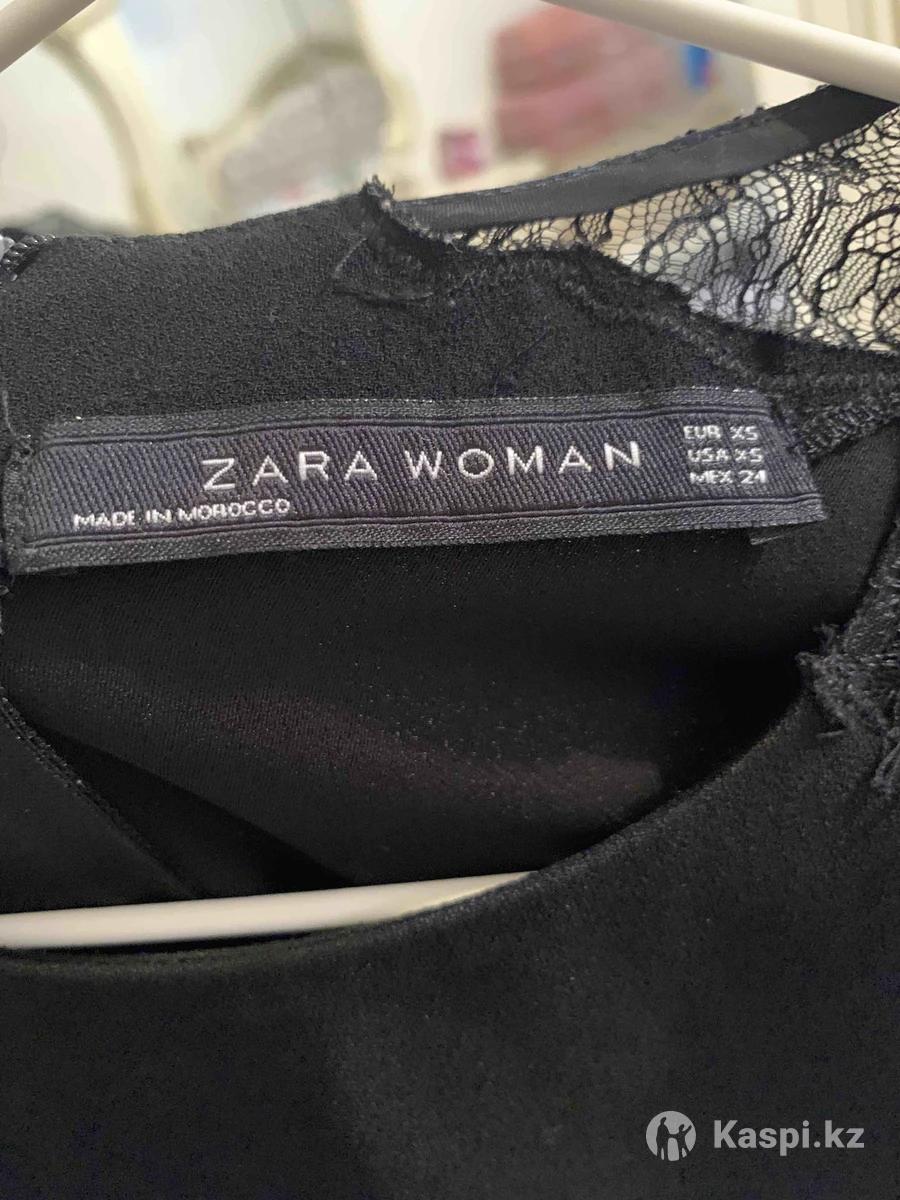 ZARA WOMAN
MADE IN MOROCCO
EUR XS
USA XS
MEX 24
Kaspi.kz